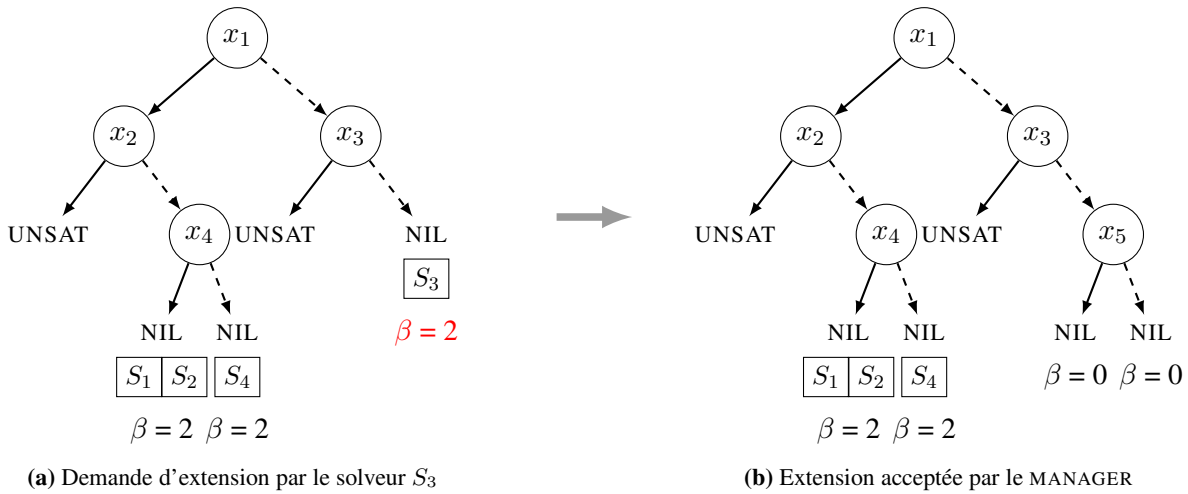 x₁
x₂ x₃
UNSAT x₄ UNSAT NIL
S₃
NIL NIL β = 2
S₁ S₂ S₄
β = 2 β = 2
(a) Demande d'extension par le solveur S₃
x₁
x₂ x₃
UNSAT x₄ UNSAT x₅
NIL NIL NIL NIL
S₁ S₂ S₄ β = 0 β = 0
β = 2 β = 2
(b) Extension acceptée par le MANAGER